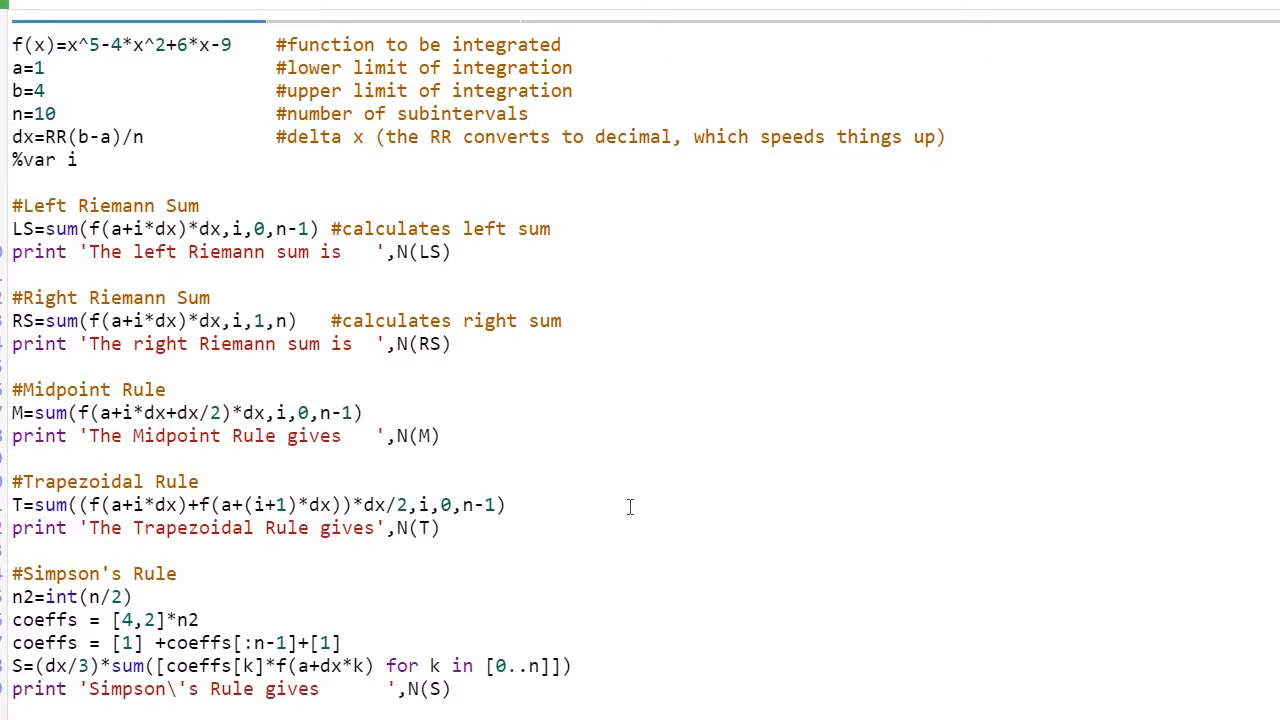 f(x)=x^5-4*x^2+6*x-9    #function to be integrated
a=1                     #lower limit of integration
b=4                     #upper limit of integration
n=10                    #number of subintervals
dx=RR(b-a)/n            #delta x (the RR converts to decimal, which speeds things up)
%var i

#Left Riemann Sum
LS=sum(f(a+i*dx)*dx,i,0,n-1) #calculates left sum
print 'The left Riemann sum is   ',N(LS)

#Right Riemann Sum
RS=sum(f(a+i*dx)*dx,i,1,n)   #calculates right sum
print 'The right Riemann sum is  ',N(RS)

#Midpoint Rule
M=sum(f(a+i*dx+dx/2)*dx,i,0,n-1)
print 'The Midpoint Rule gives   ',N(M)

#Trapezoidal Rule
T=sum((f(a+i*dx)+f(a+(i+1)*dx))*dx/2,i,0,n-1)
print 'The Trapezoidal Rule gives',N(T)

#Simpson's Rule
n2=int(n/2)
coeffs = [4,2]*n2
coeffs = [1] +coeffs[:n-1]+[1]
S=(dx/3)*sum([coeffs[k]*f(a+dx*k) for k in [0..n]])
print 'Simpson\'s Rule gives      ',N(S)